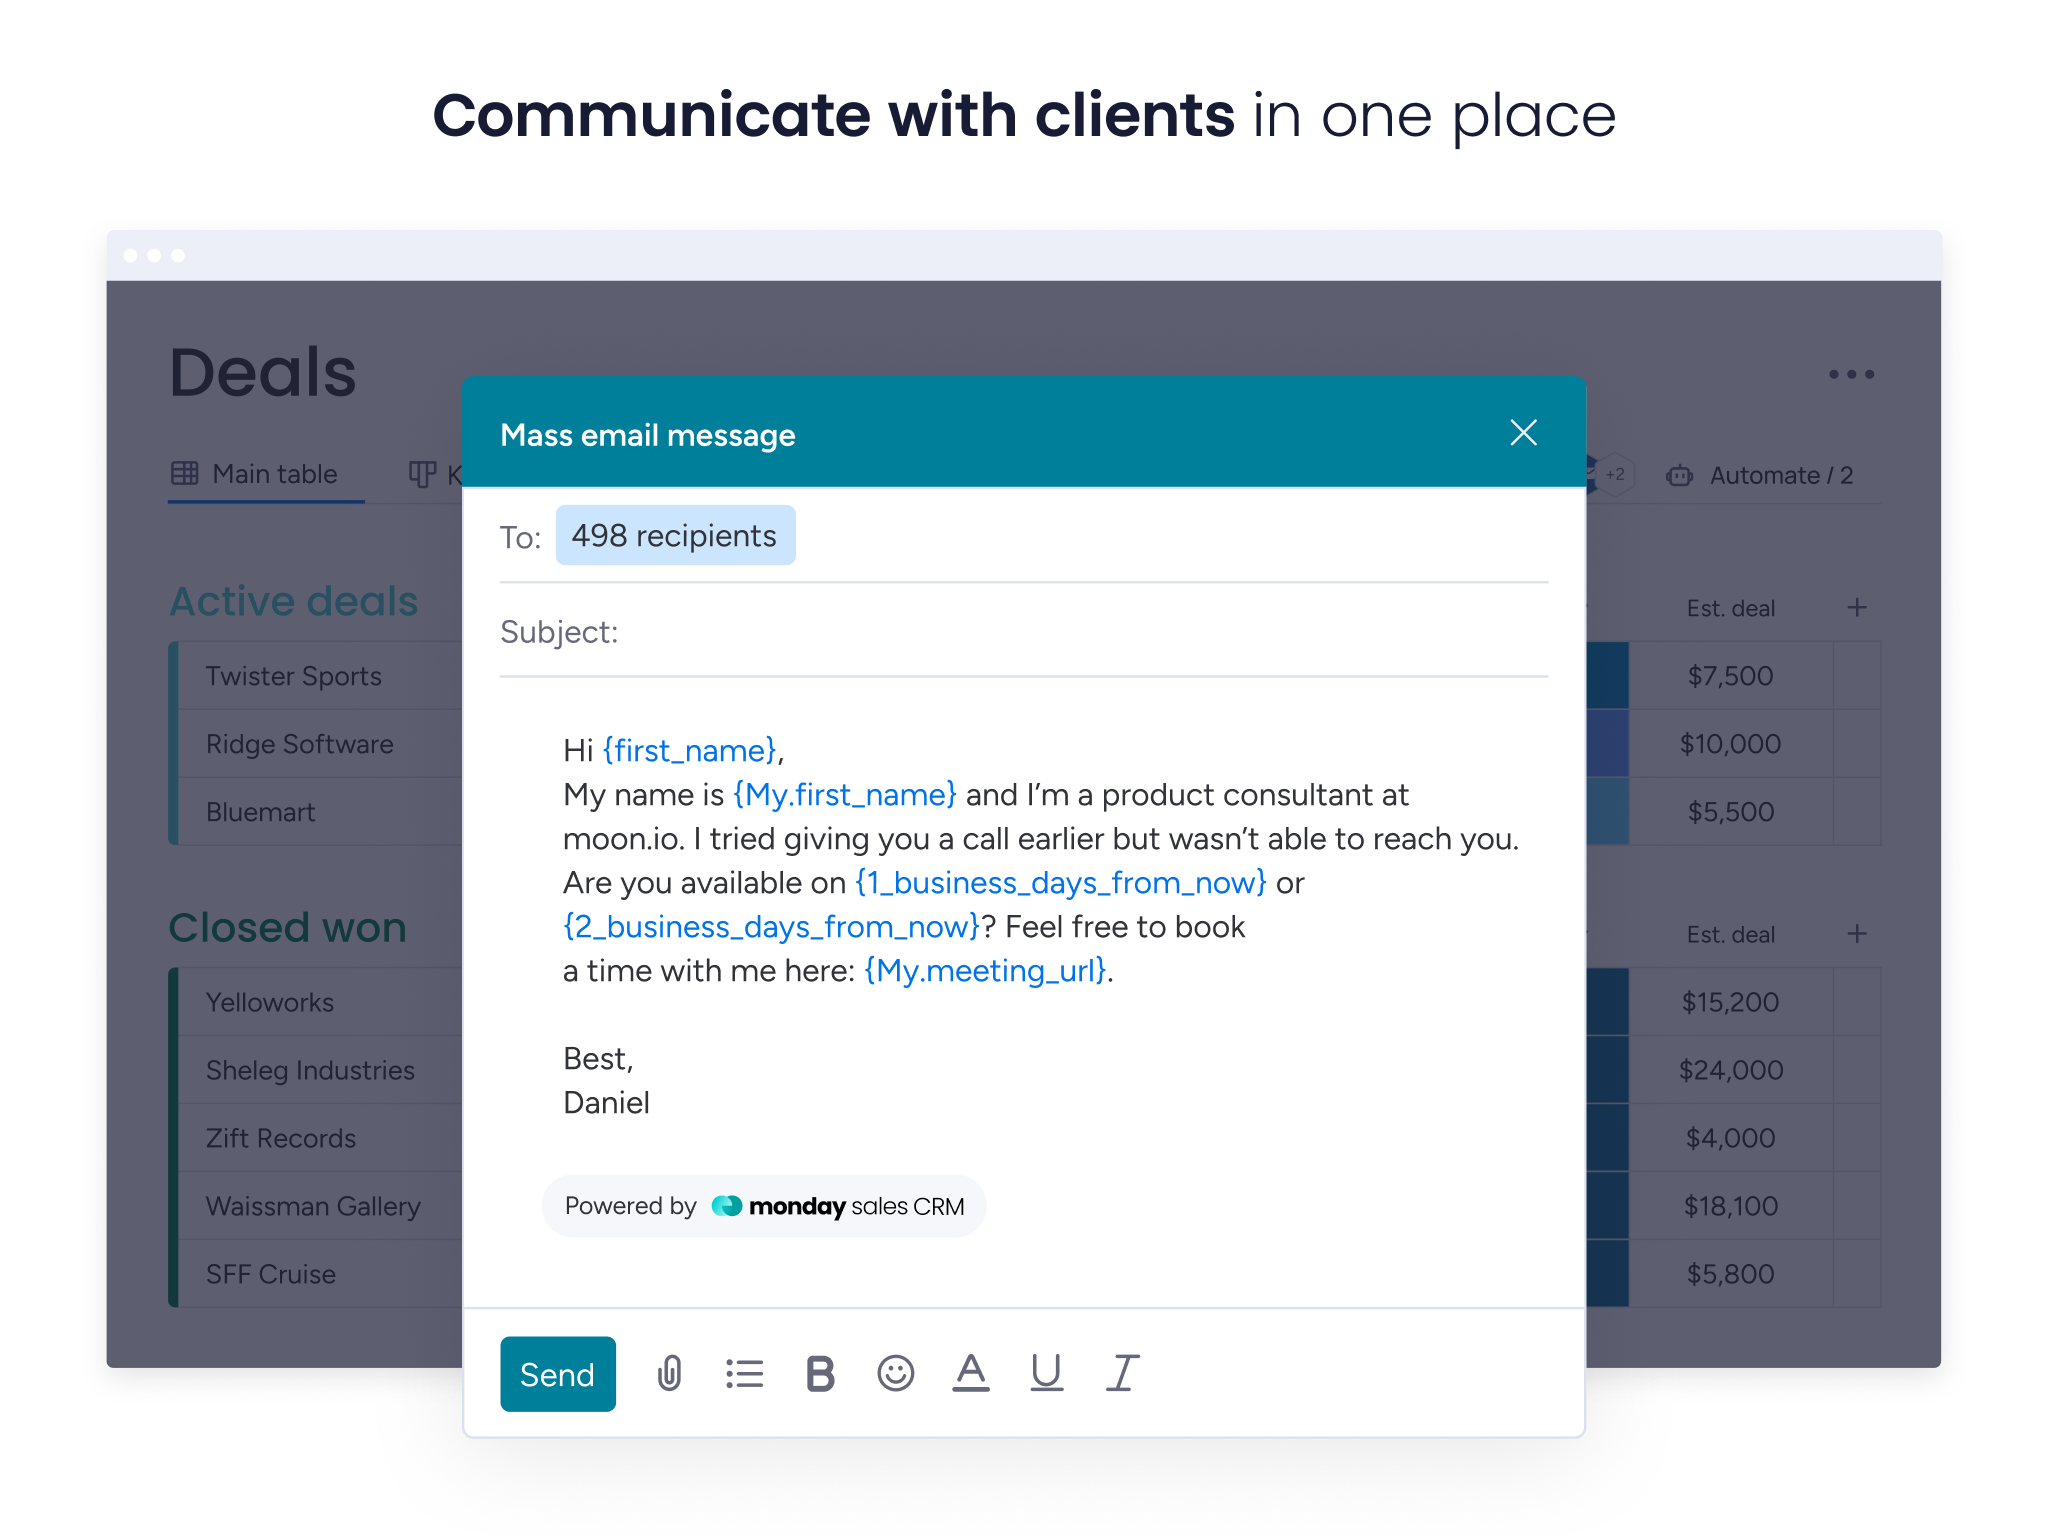 Communicate with clients in one place
Deals
Main table
K
+2
Automate / 2
Active deals
Est. deal
+
Twister Sports
$7,500
Ridge Software
$10,000
Bluemart
$5,500
Closed won
Est. deal
+
Yelloworks
$15,200
Sheleg Industries
$24,000
Zift Records
$4,000
Waissman Gallery
$18,100
SFF Cruise
$5,800
Mass email message
To: 498 recipients
Subject:
Hi {first_name},
My name is {My.first_name} and I’m a product consultant at
moon.io. I tried giving you a call earlier but wasn’t able to reach you.
Are you available on {1_business_days_from_now} or
{2_business_days_from_now}? Feel free to book
a time with me here: {My.meeting_url}.
Best,
Daniel
Powered by monday sales CRM
Send
B
A
U
I